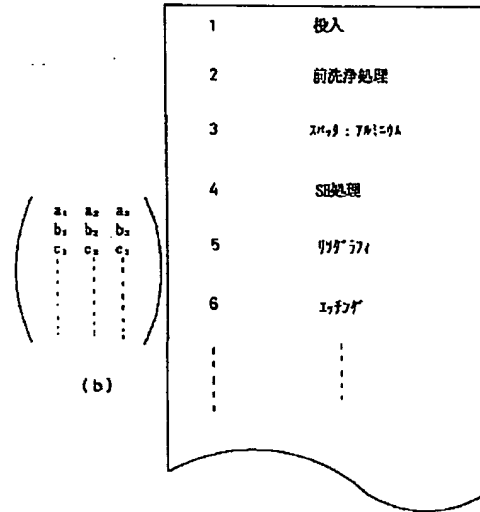 1 投入
2 前洗浄処理
3 スパッタ：アルミニウム
4 SH処理
5 リソグラフィ
6 エッチング
a₁ a₂ a₃
b₁ b₂ b₃
c₁ c₂ c₃
(b)